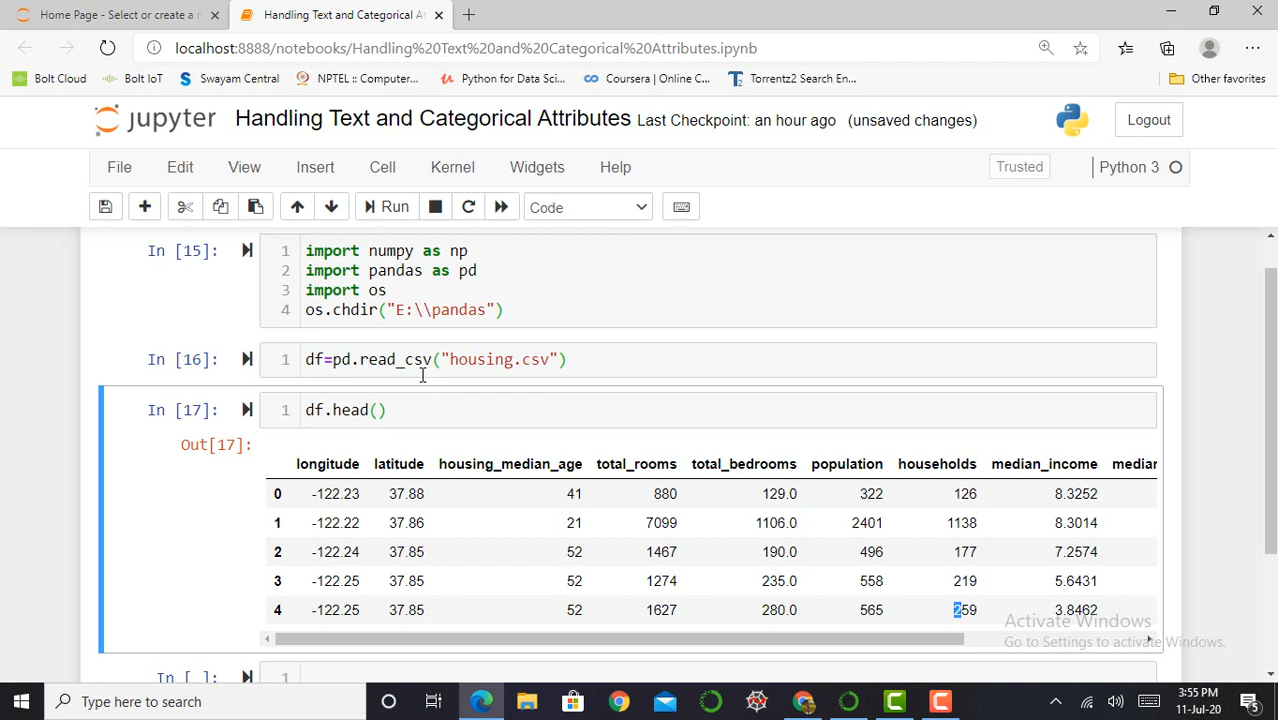 Home Page - Select or create a n
Handling Text and Categorical A
localhost:8888/notebooks/Handling%20Text%20and%20Categorical%20Attributes.ipynb
Bolt Cloud
Bolt IoT
Swayam Central
NPTEL :: Computer...
Python for Data Sci...
Coursera | Online C...
Torrentz2 Search En...
Other favorites
jupyter Handling Text and Categorical Attributes Last Checkpoint: an hour ago (unsaved changes)
Logout
File Edit View Insert Cell Kernel Widgets Help
Trusted
Python 3
Run
Code
In [15]:
1 import numpy as np
2 import pandas as pd
3 import os
4 os.chdir("E:\\pandas")
In [16]: 1 df=pd.read_csv("housing.csv")
In [17]: 1 df.head()
Out[17]:
longitude latitude housing_median_age total_rooms total_bedrooms population households median_income median
0 -122.23 37.88 41 880 129.0 322 126 8.3252
1 -122.22 37.86 21 7099 1106.0 2401 1138 8.3014
2 -122.24 37.85 52 1467 190.0 496 177 7.2574
3 -122.25 37.85 52 1274 235.0 558 219 5.6431
4 -122.25 37.85 52 1627 280.0 565 259 3.8462
Activate Windows
Go to Settings to activate Windows.
In [ ]: 1
Type here to search
3:55 PM
11-Jul-20
5